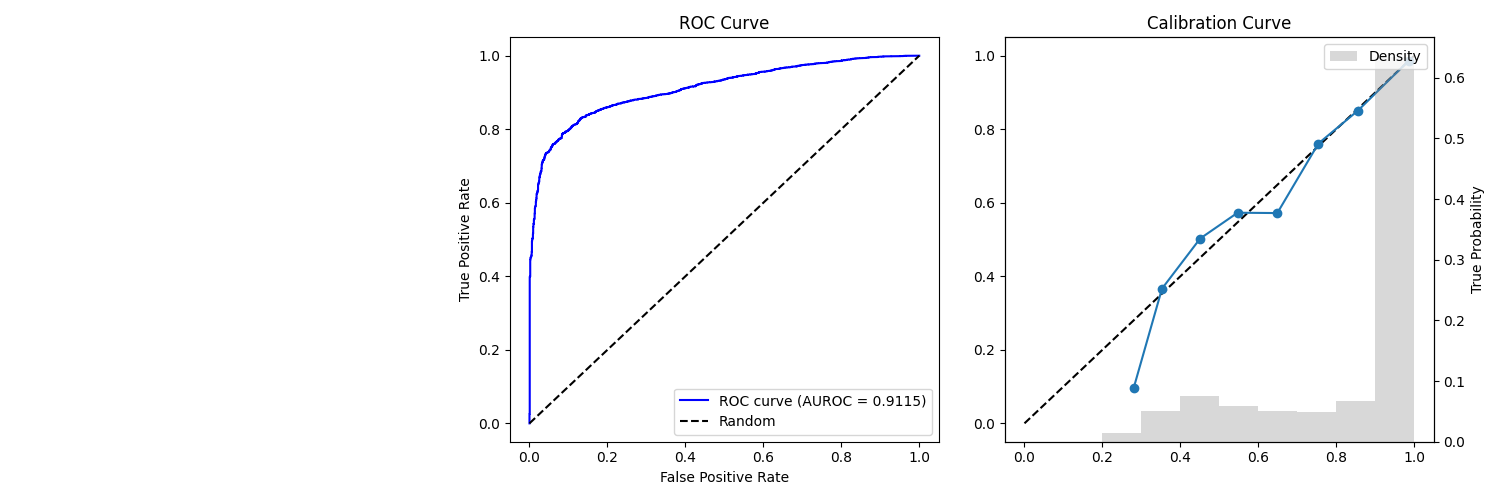 ROC Curve
1.0
0.8
0.6
0.4
0.2
0.0
True Positive Rate
ROC curve (AUROC = 0.9115)
Random
0.0 0.2 0.4 0.6 0.8 1.0
False Positive Rate
Calibration Curve
Density
1.0
0.8
0.6
0.4
0.2
0.0
0.6
0.5
0.4
0.3
0.2
0.1
0.0
True Probability
0.0 0.2 0.4 0.6 0.8 1.0